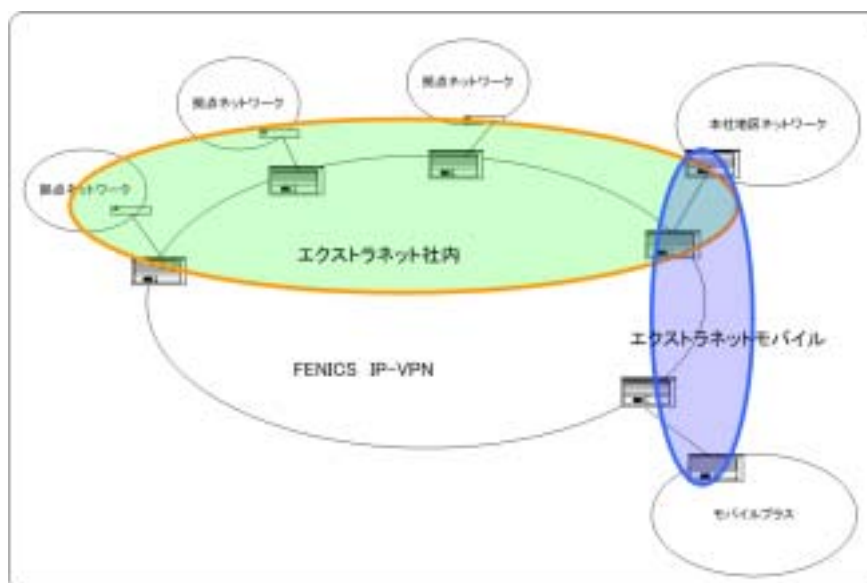 拠点ネットワーク
拠点ネットワーク
本社地区ネットワーク
拠点ネットワーク
エクストラネット社内
エクストラネットモバイル
FENICS IP-VPN
モバイルプラス